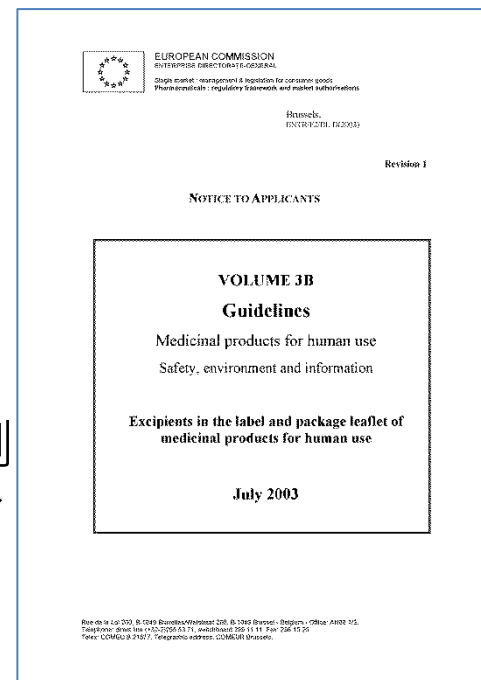 EUROPEAN COMMISSION
ENTERPRISE DIRECTORATE-GENERAL
Single market : management & legislation for consumer goods
Pharmaceuticals : regulatory framework and market authorisations
Brussels,
Revision 1
NOTICE TO APPLICANTS
VOLUME 3B
Guidelines
Medicinal products for human use
Safety, environment and information
Excipients in the label and package leaflet of
medicinal products for human use
July 2003